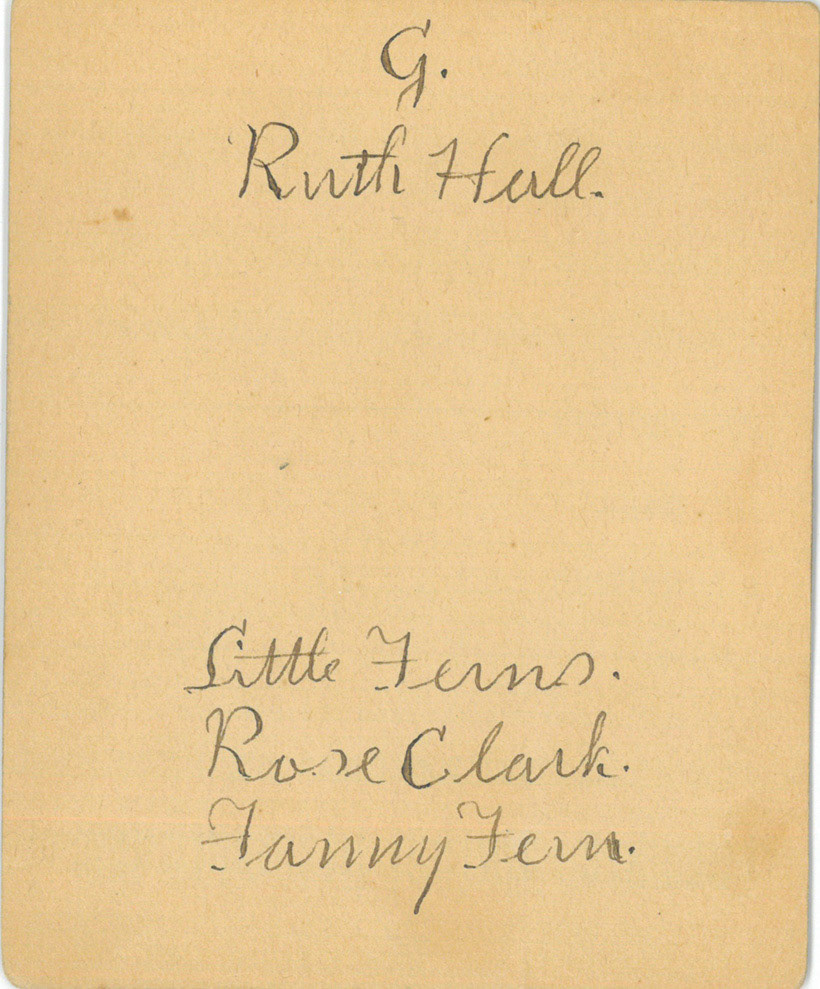 G.
Ruth Hall.
Little Ferns.
Rose Clark.
Fanny Fern.